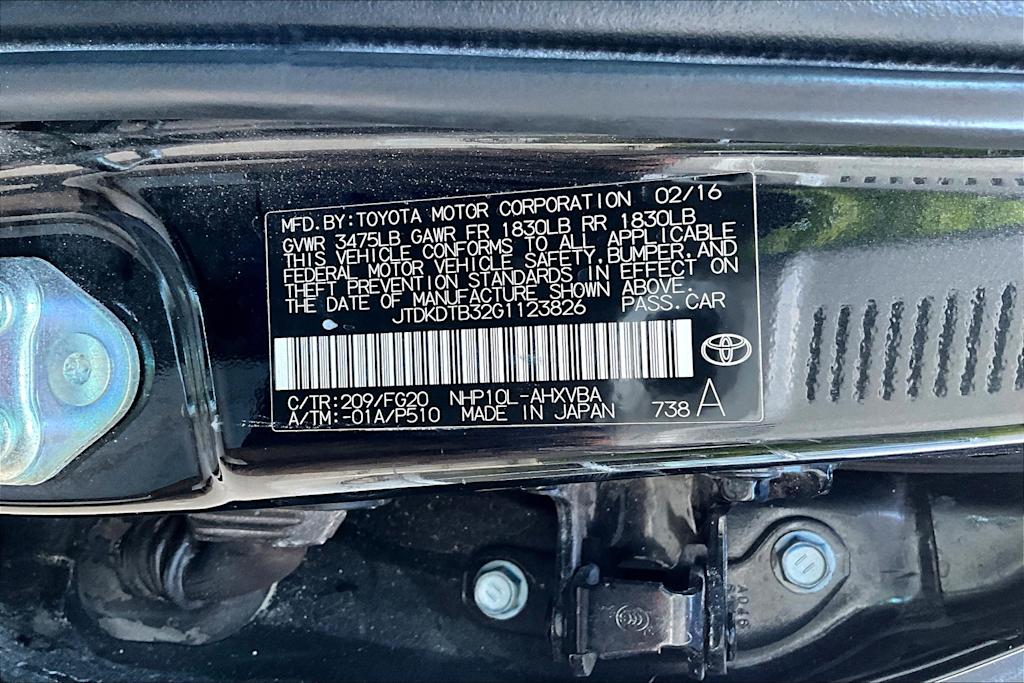 MFD.BY:TOYOTA MOTOR CORPORATION 02/16
GVWR 3475LB GAWR FR 1830LB RR 1830LB
THIS VEHICLE CONFORMS TO ALL APPLICABLE
FEDERAL MOTOR VEHICLE SAFETY,BUMPER,AND
THEFT PREVENTION STANDARDS IN EFFECT ON
THE DATE OF MANUFACTURE SHOWN ABOVE.
JTDKDTB32G1123826 PASS.CAR
C/TR:209/FG20 NHP10L-AHXVBA
A/TM:-01A/P510 MADE IN JAPAN 738 A